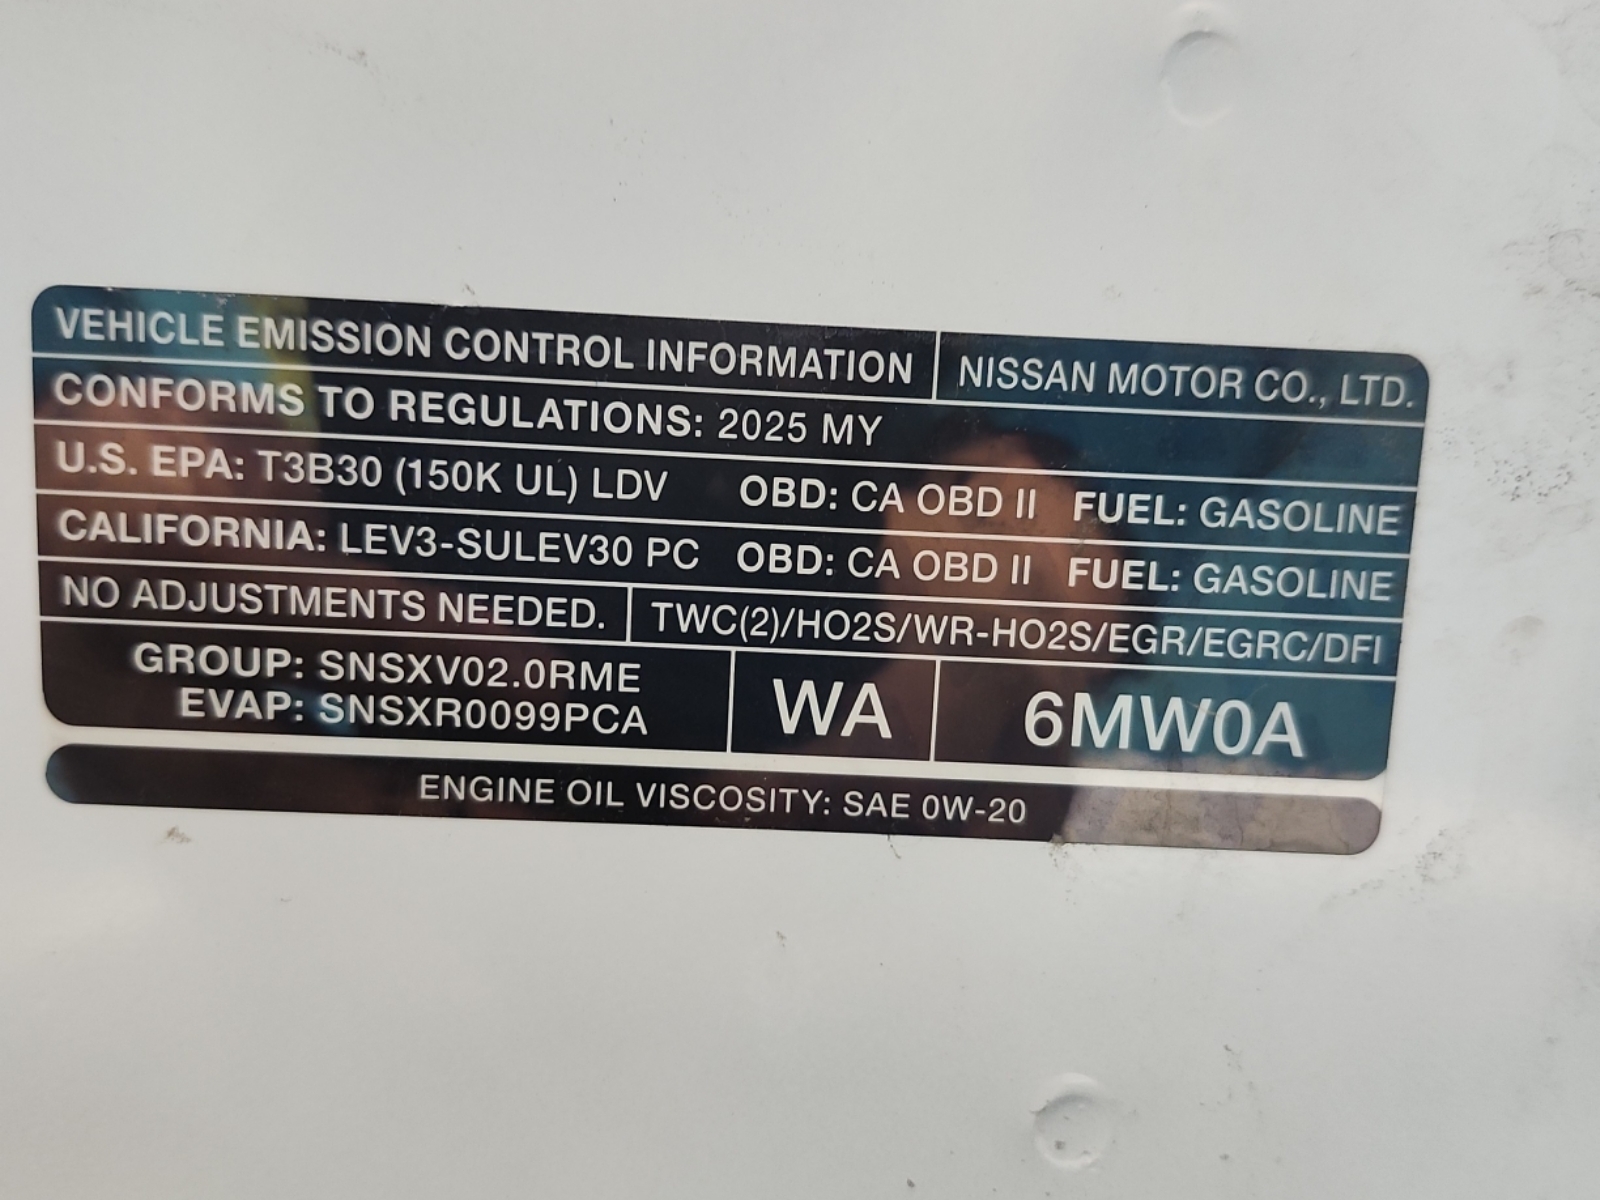 VEHICLE EMISSION CONTROL INFORMATION NISSAN MOTOR CO., LTD.
CONFORMS TO REGULATIONS: 2025 MY
U.S. EPA: T3B30 (150K UL) LDV OBD: CA OBD II FUEL: GASOLINE
CALIFORNIA: LEV3-SULEV30 PC OBD: CA OBD II FUEL: GASOLINE
NO ADJUSTMENTS NEEDED. TWC(2)/HO2S/WR-HO2S/EGR/EGRC/DFI
GROUP: SNSXV02.0RME
EVAP: SNSXR0099PCA
WA
6MW0A
ENGINE OIL VISCOSITY: SAE 0W-20